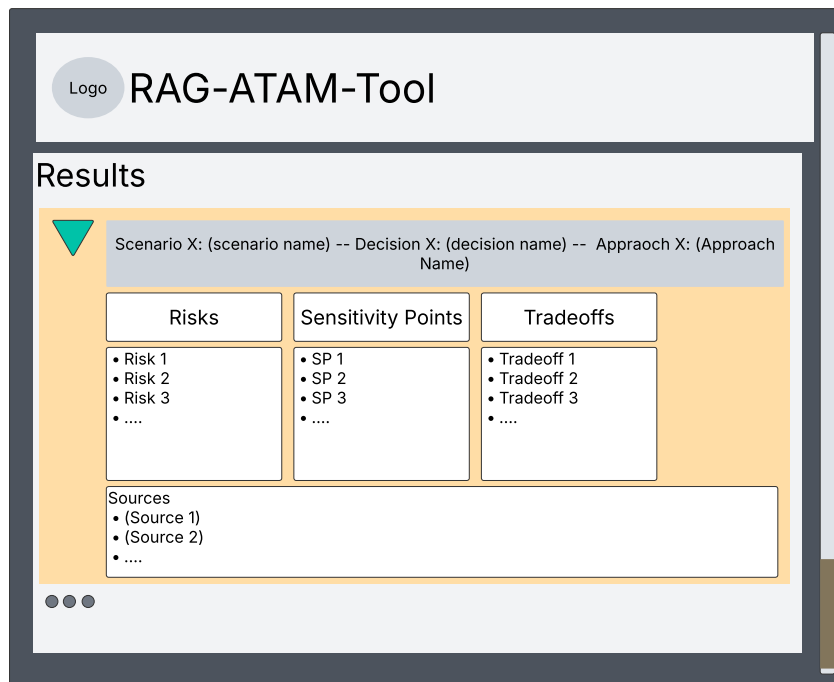 Logo
RAG-ATAM-Tool
Results
Scenario X: (scenario name) -- Decision X: (decision name) -- Appraoch X: (Approach
Name)
Risks
Sensitivity Points
Tradeoffs
• Risk 1
• Risk 2
• Risk 3
• ....
• SP 1
• SP 2
• SP 3
• ....
• Tradeoff 1
• Tradeoff 2
• Tradeoff 3
• ....
Sources
• (Source 1)
• (Source 2)
• ....